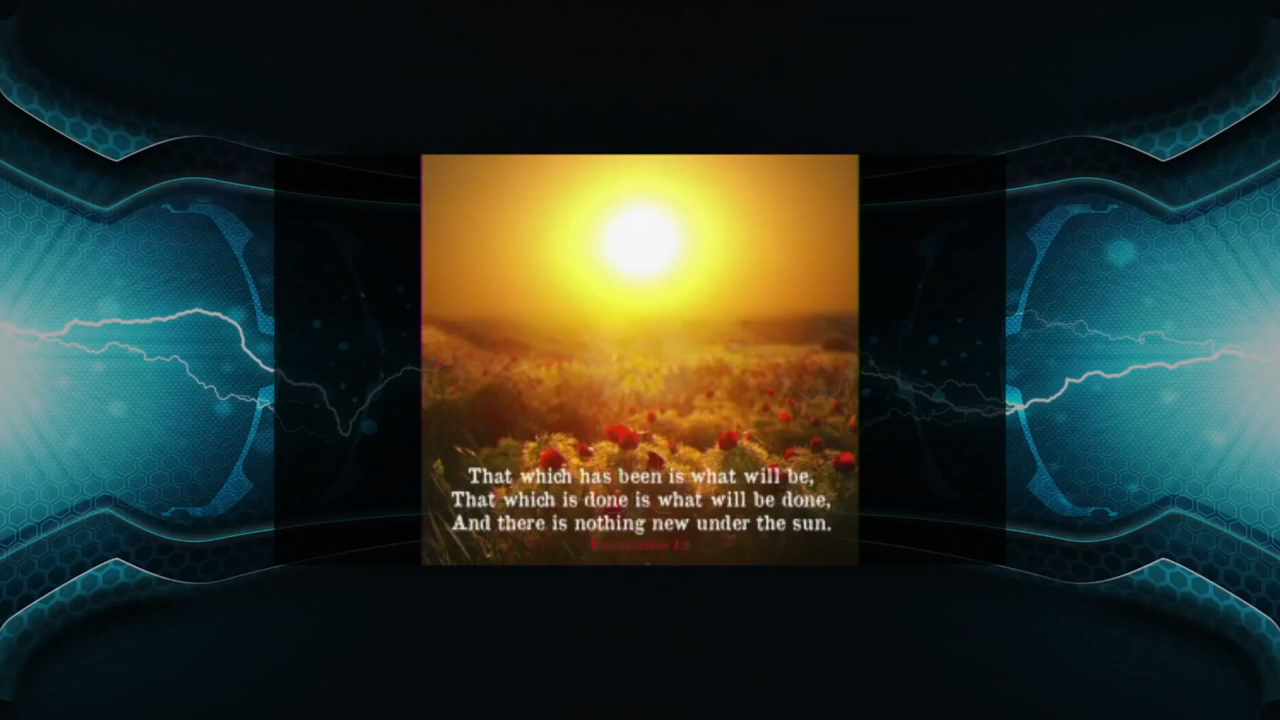 That which has been is what will be,
That which is done is what will be done,
And there is nothing new under the sun.